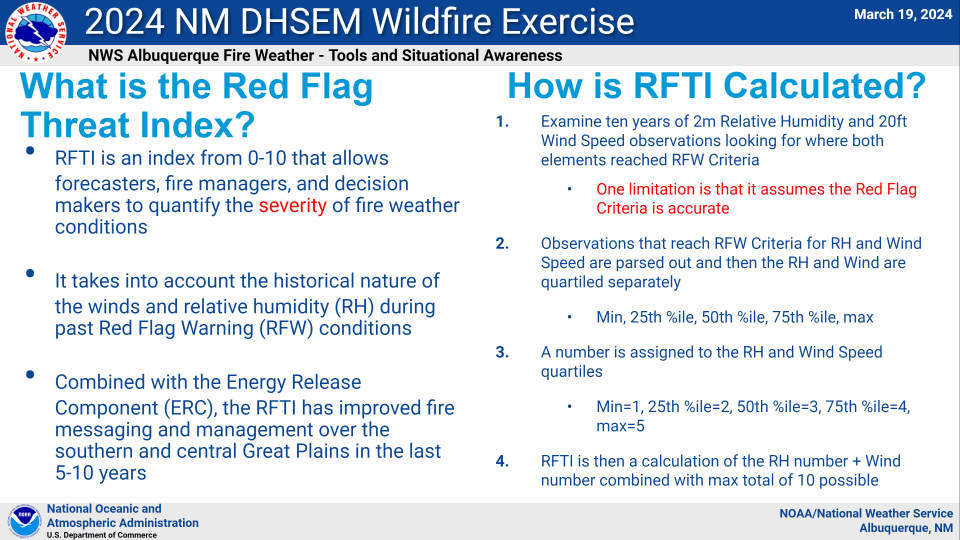 2024 NM DHSEM Wildfire Exercise
March 19, 2024
NATIONAL WEATHER SERVICE
NWS Albuquerque Fire Weather - Tools and Situational Awareness
What is the Red Flag
Threat Index?
• RFTI is an index from 0-10 that allows
forecasters, fire managers, and decision
makers to quantify the severity of fire weather
conditions
• It takes into account the historical nature of
the winds and relative humidity (RH) during
past Red Flag Warning (RFW) conditions
• Combined with the Energy Release
Component (ERC), the RFTI has improved fire
messaging and management over the
southern and central Great Plains in the last
5-10 years
How is RFTI Calculated?
1. Examine ten years of 2m Relative Humidity and 20ft
Wind Speed observations looking for where both
elements reached RFW Criteria
• One limitation is that it assumes the Red Flag
Criteria is accurate
2. Observations that reach RFW Criteria for RH and Wind
Speed are parsed out and then the RH and Wind are
quartiled separately
• Min, 25th %ile, 50th %ile, 75th %ile, max
3. A number is assigned to the RH and Wind Speed
quartiles
• Min=1, 25th %ile=2, 50th %ile=3, 75th %ile=4,
max=5
4. RFTI is then a calculation of the RH number + Wind
number combined with max total of 10 possible
NOAA
National Oceanic and
Atmospheric Administration
U.S. Department of Commerce
NOAA/National Weather Service
Albuquerque, NM